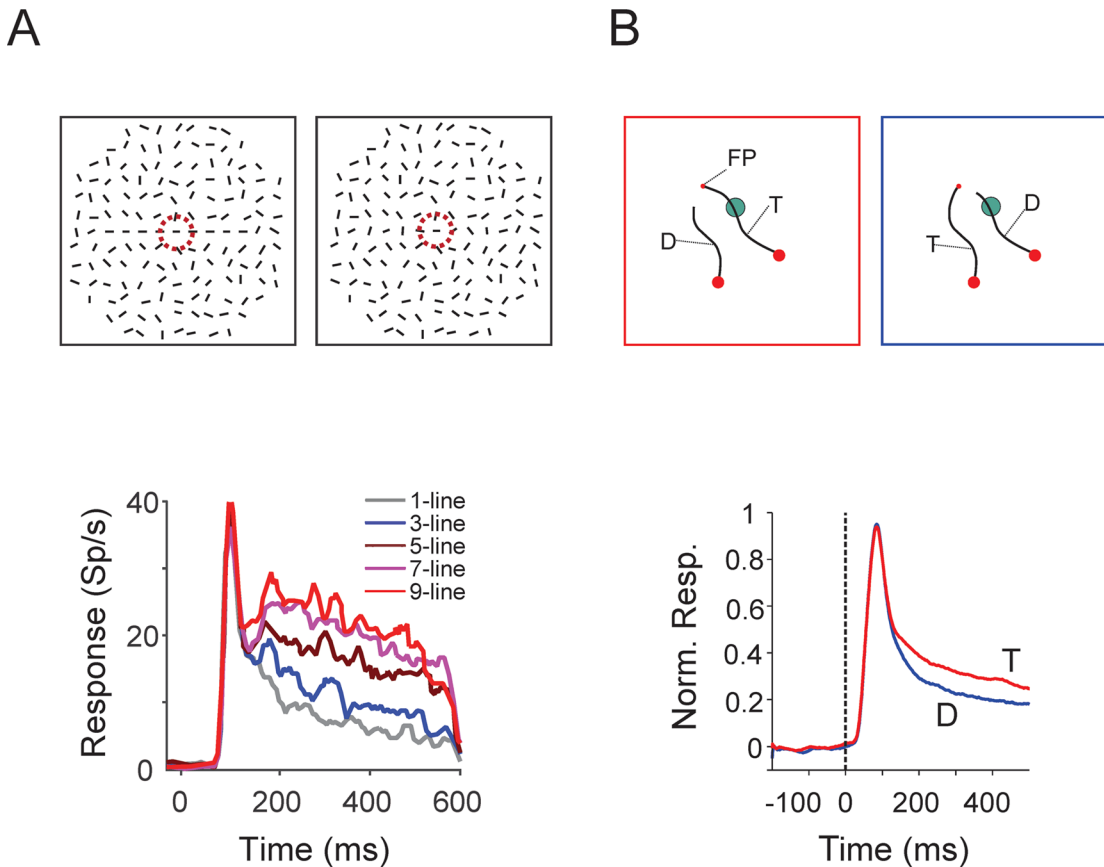 A
B
FP
T
D
D
T
40
20
0
Response (Sp/s)
1-line
3-line
5-line
7-line
9-line
0 200 400 600
Time (ms)
1
0.8
0.6
0.4
0.2
0
Norm. Resp.
T
D
-100 0 200 400
Time (ms)